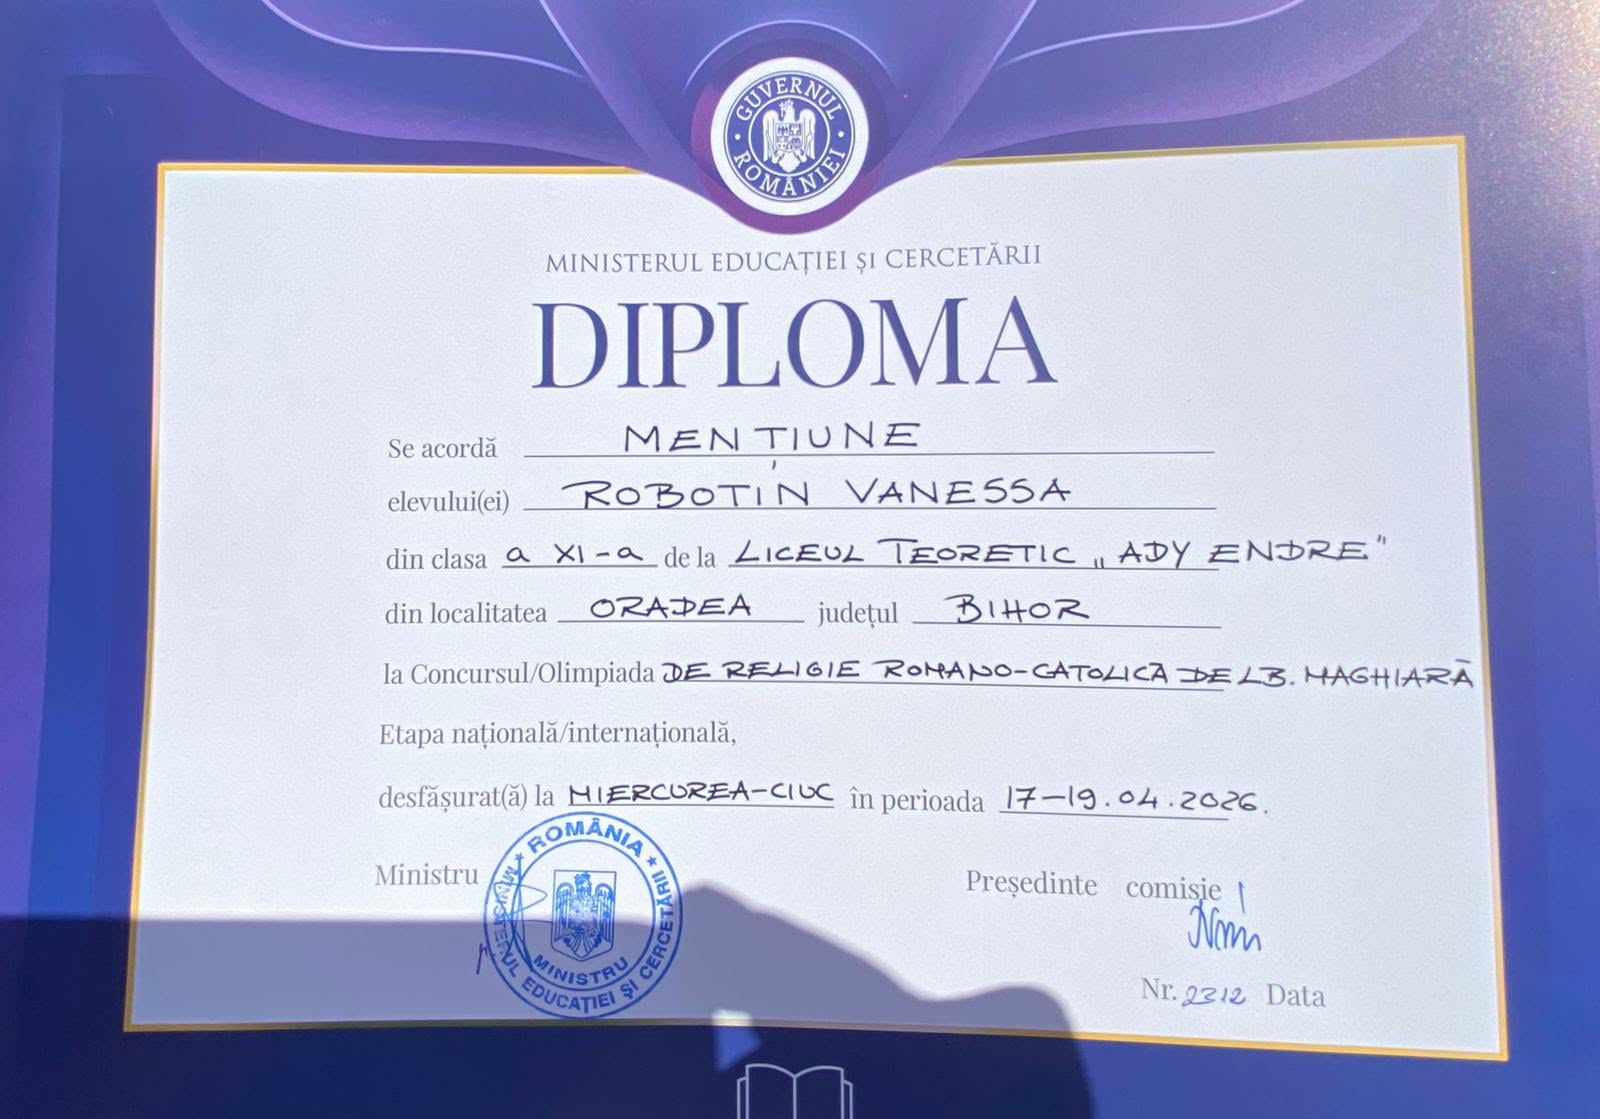 GUVERNUL ROMÂNIEI
MINISTERUL EDUCAȚIEI ȘI CERCETĂRII
DIPLOMA
Se acordă MENȚIUNE
elevului(ei) ROBOTIN VANESSA
din clasa a XI-a de la LICEUL TEORETIC „ADY ENDRE"
din localitatea ORADEA județul BIHOR
la Concursul/Olimpiada DE RELIGIE ROMANO-CATOLICĂ DE LB. MAGHIARĂ
Etapa națională/internațională,
desfășurat(ă) la MIERCUREA-CIUC în perioada 17-19.04.2026.
Ministru
Președinte comisie
ROMÂNIA
MINISTERUL EDUCAȚIEI ȘI CERCETĂRII
MINISTRU
Nr. 2312 Data